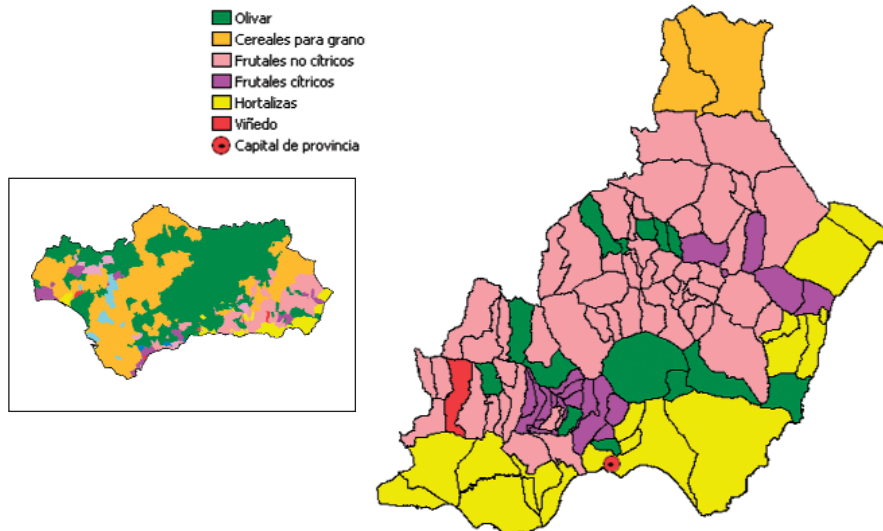 Olivar
Cereales para grano
Frutales no cítricos
Frutales cítricos
Hortalizas
Viñedo
Capital de provincia